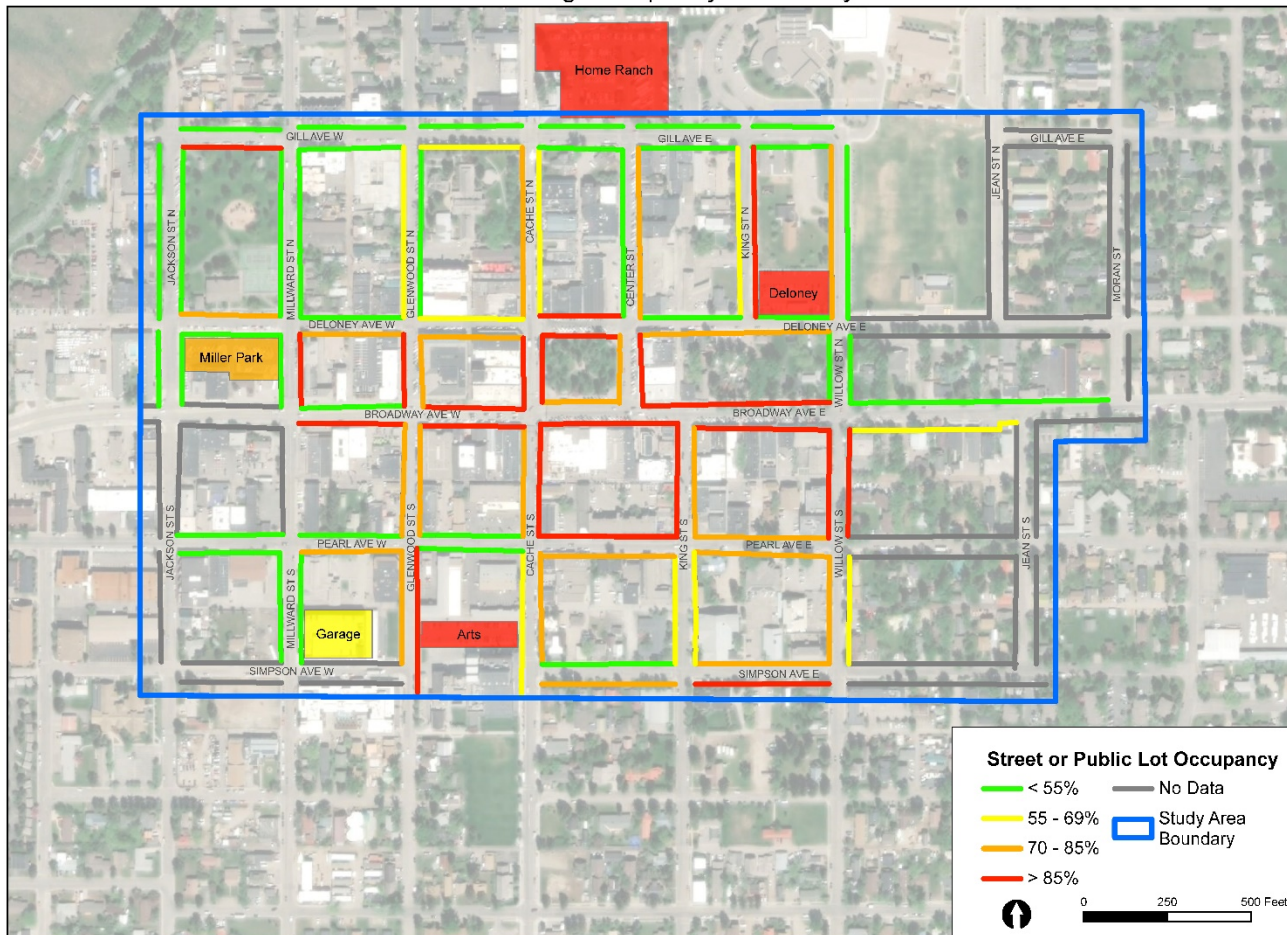 Home Ranch
GILL AVE W
GILL AVE E
GILL AVE E
JACKSON ST N
MILLWARD ST N
GLENWOOD ST N
CACHE ST N
CENTER ST
KING ST N
JEAN ST N
MORAN ST
Deloney
DELONEY AVE W
DELONEY AVE E
Miller Park
WILLOW ST N
BROADWAY AVE W
BROADWAY AVE E
JACKSON ST S
MILLWARD ST S
GLENWOOD ST S
CACHE ST S
KING ST S
WILLOW ST S
JEAN ST S
PEARL AVE W
PEARL AVE E
Garage
Arts
SIMPSON AVE W
SIMPSON AVE E
Street or Public Lot Occupancy
< 55%
No Data
55 - 69%
Study Area
Boundary
70 - 85%
> 85%
0 250 500 Feet